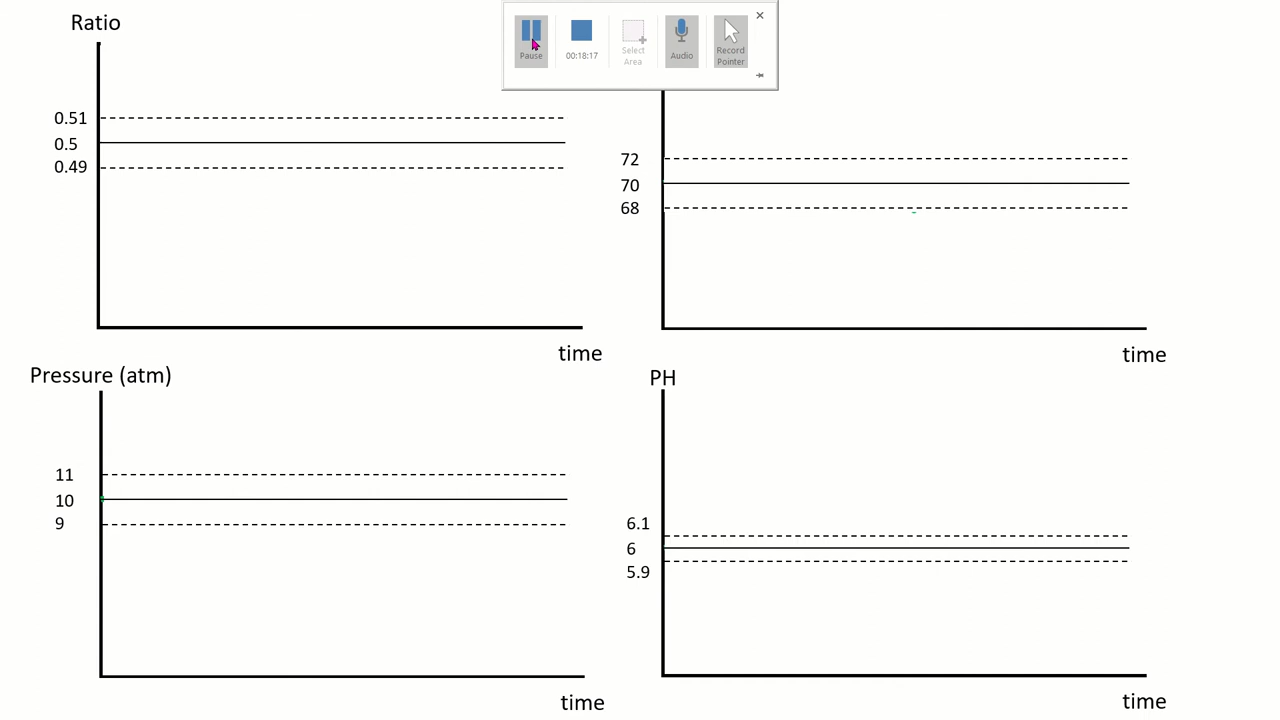 Ratio
0.51
0.5
0.49
time
Pause
00:18:17
Select
Area
Audio
Record
Pointer
72
70
68
time
Pressure (atm)
11
10
9
time
PH
6.1
6
5.9
time